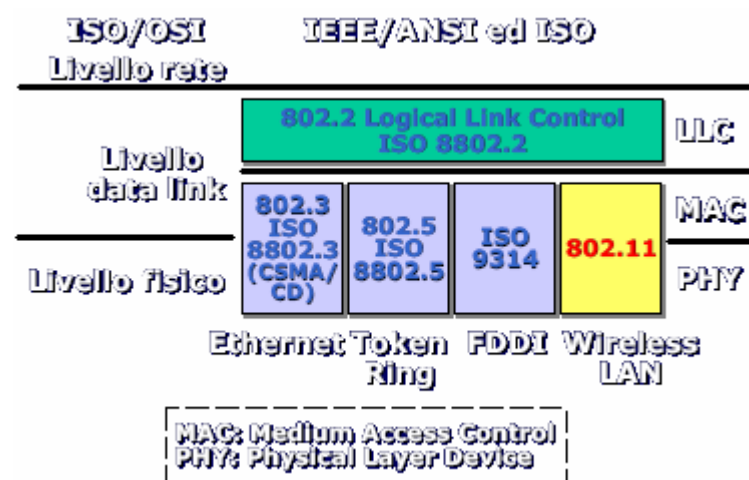 ISO/OSI IEEE/ANSI ed ISO
Livello rete
802.2 Logical Link Control
ISO 8802.2
LLC
Livello
data link
MAC
802.3
ISO
8802.3
(CSMA/
CD)
802.5
ISO
8802.5
ISO
9314
802.11
Livello fisico
PHY
Ethernet
Token
Ring
FDDI
Wireless
LAN
MAC: Medium Access Control
PHY: Physical Layer Device